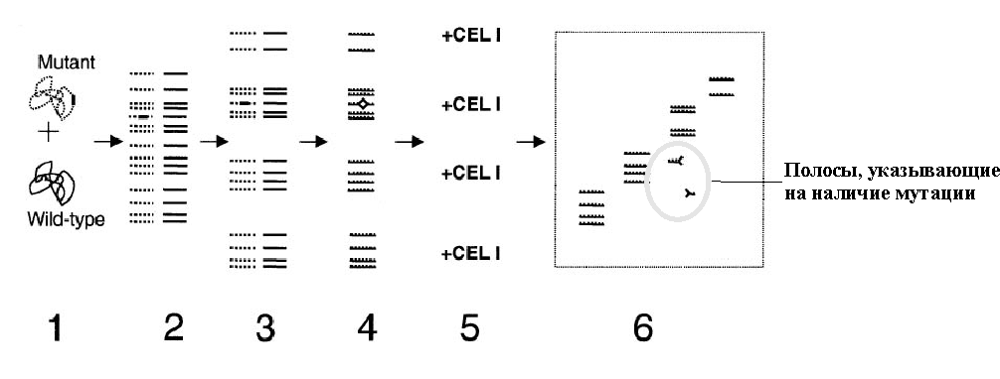 Mutant
+
Wild-type
+CEL I
+CEL I
+CEL I
+CEL I
Полосы, указывающие
на наличие мутации
1 2 3 4 5 6